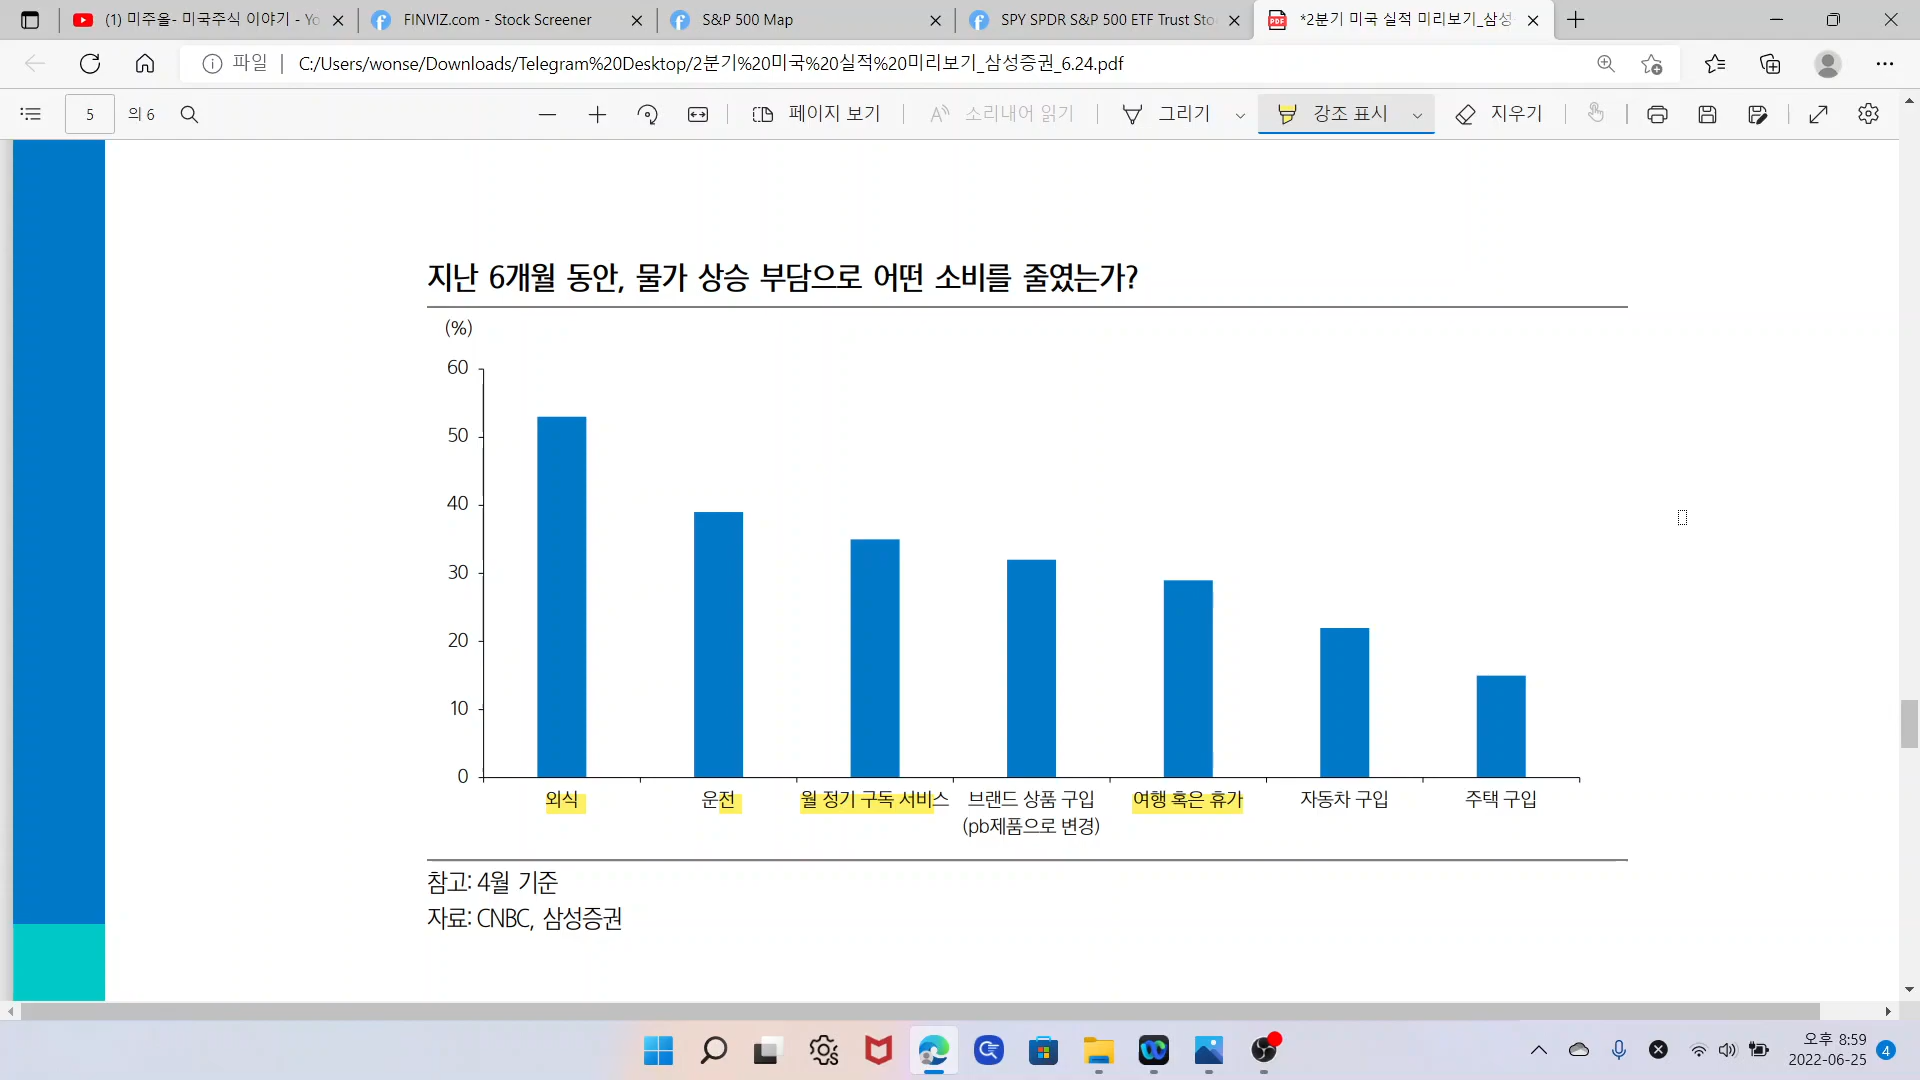 (1) 미주올- 미국주식 이야기 - Yo
FINVIZ.com - Stock Screener
S&P 500 Map
SPY SPDR S&P 500 ETF Trust Sto
*2분기 미국 실적 미리보기_삼성
파일
C:/Users/wonse/Downloads/Telegram%20Desktop/2분기%20미국%20실적%20미리보기_삼성증권_6.24.pdf
5 의 6
페이지 보기
소리내어 읽기
그리기
강조 표시
지우기
지난 6개월 동안, 물가 상승 부담으로 어떤 소비를 줄였는가?
(%)
60
50
40
30
20
10
0
외식
운전
월 정기 구독 서비스
브랜드 상품 구입
(pb제품으로 변경)
여행 혹은 휴가
자동차 구입
주택 구입
참고: 4월 기준
자료: CNBC, 삼성증권
오후 8:59
2022-06-25
4